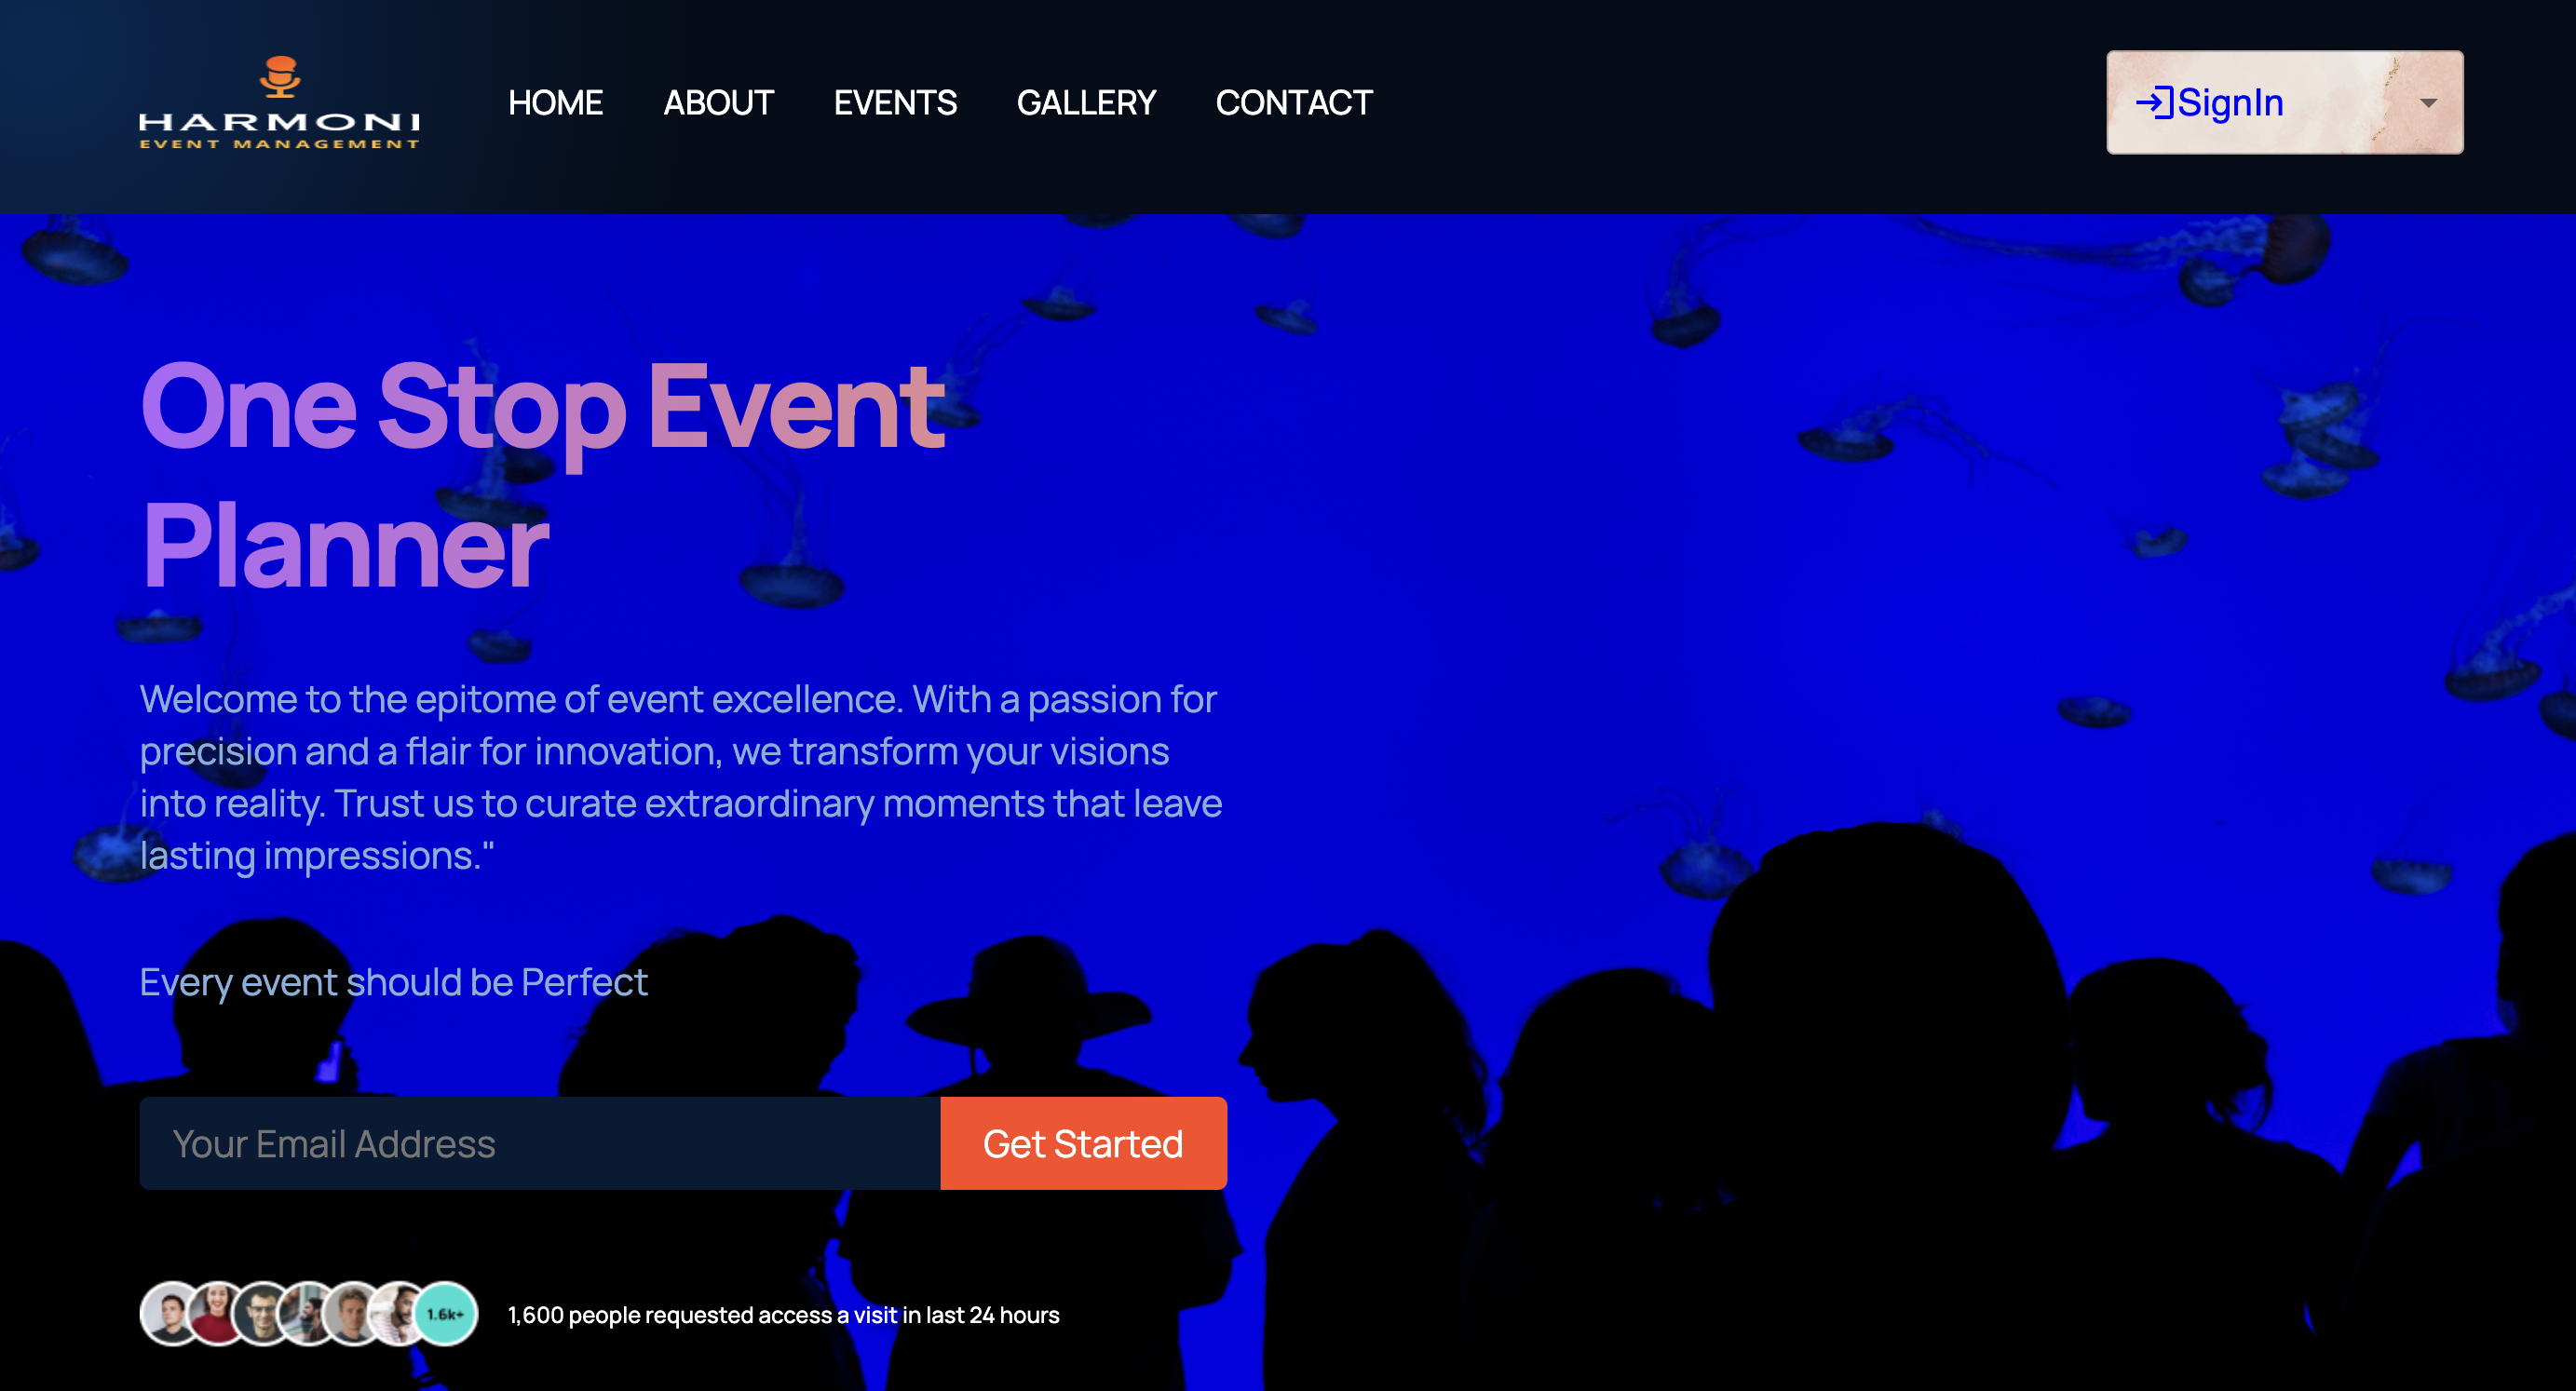 HARMONI
EVENT MANAGEMENT
HOME ABOUT EVENTS GALLERY CONTACT
SignIn
One Stop Event
Planner
Welcome to the epitome of event excellence. With a passion for
precision and a flair for innovation, we transform your visions
into reality. Trust us to curate extraordinary moments that leave
lasting impressions."
Every event should be Perfect
Your Email Address
Get Started
1.6k+
1,600 people requested access a visit in last 24 hours